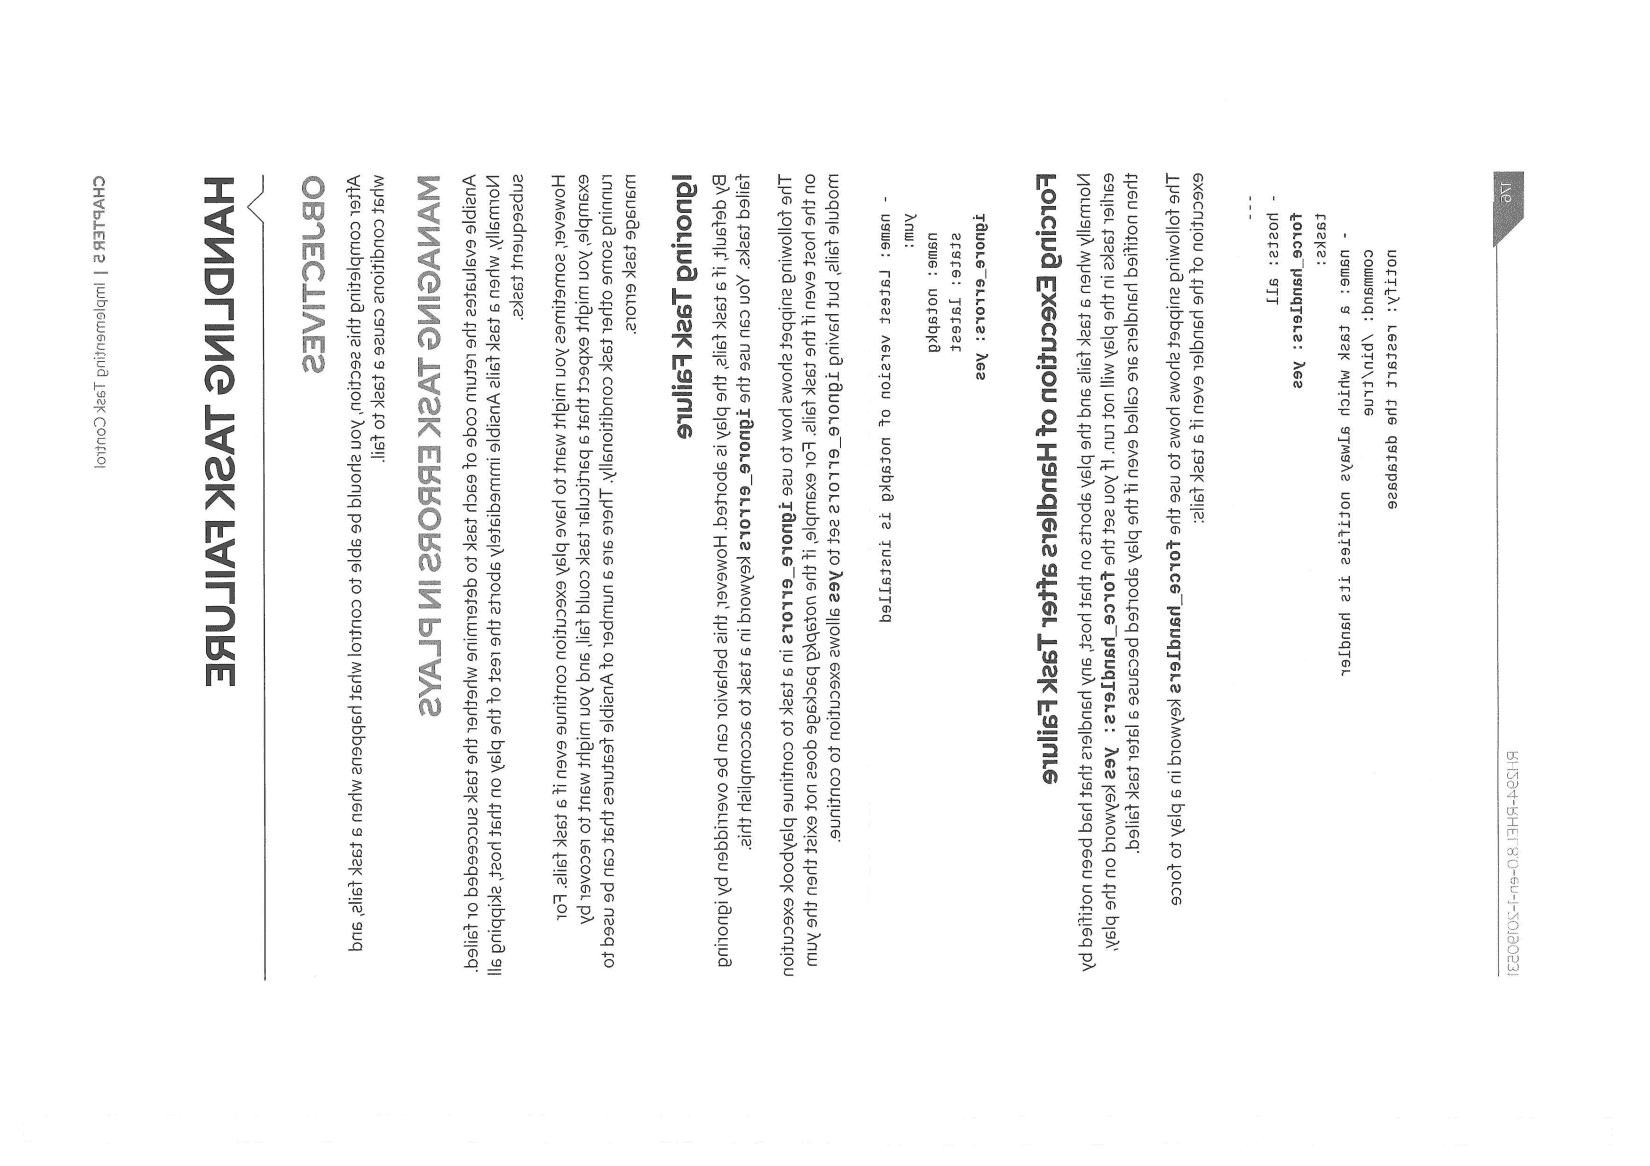 CHAPTER 5 | Implementing Task Control
HANDLING TASK FAILURE
OBJECTIVES
After completing this section, you should be able to control what happens when a task fails, and
what conditions cause a task to fail.
MANAGING TASK ERRORS IN PLAYS
Ansible evaluates the return code of each task to determine whether the task succeeded or failed.
Normally, when a task fails Ansible immediately aborts the rest of the play on that host, skipping all
subsequent tasks.
However, sometimes you might want to have play execution continue even if a task fails. For
example, you might expect that a particular task could fail, and you might want to recover by
running some other task conditionally. There are a number of Ansible features that can be used to
manage task errors.
Ignoring Task Failure
By default, if a task fails, the play is aborted. However, this behavior can be overridden by ignoring
failed tasks. You can use the ignore_errors keyword in a task to accomplish this.
The following snippet shows how to use ignore_errors in a task to continue playbook execution
on the host even if the task fails. For example, if the notapkg package does not exist then the yum
module fails, but having ignore_errors set to yes allows execution to continue.
- name: Latest version of notapkg is installed
yum:
name: notapkg
state: latest
ignore_errors: yes
Forcing Execution of Handlers after Task Failure
Normally when a task fails and the play aborts on that host, any handlers that had been notified by
earlier tasks in the play will not run. If you set the force_handlers: yes keyword on the play,
then notified handlers are called even if the play aborted because a later task failed.
The following snippet shows how to use the force_handlers keyword in a play to force
execution of the handler even if a task fails:
---
- hosts: all
force_handlers: yes
tasks:
- name: a task which always notifies its handler
command: /bin/true
notify: restart the database
176
RH294-RHEL8.0-en-1-20190531